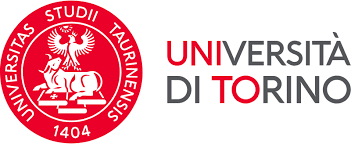 UNIVERSITAS STUDII TAURINENSIS
1404
UNIVERSITÀ
DI TORINO